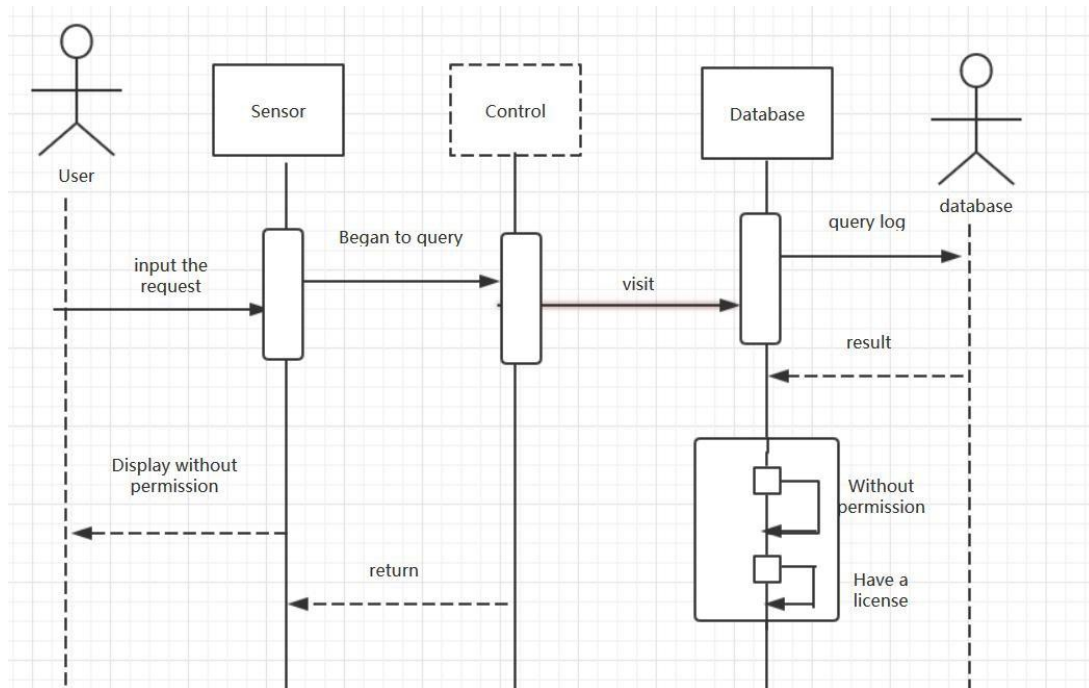 Sensor
Control
Database
User
database
query log
Began to query
input the
request
visit
result
Display without
permission
Without
permission
return
Have a
license